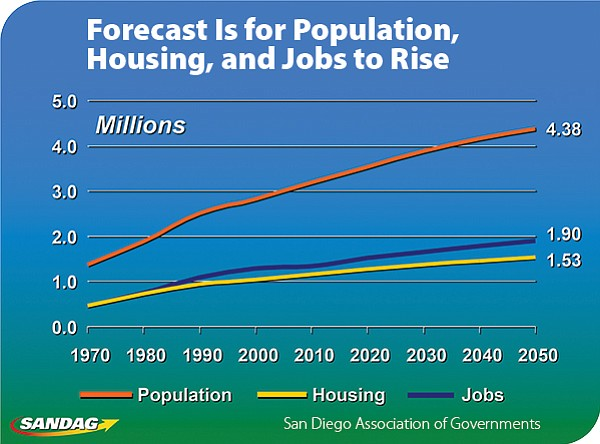 Forecast Is for Population,
Housing, and Jobs to Rise
5.0
Millions
4.0
4.38
3.0
2.0
1.90
1.53
1.0
0.0
1970 1980 1990 2000 2010 2020 2030 2040 2050
Population Housing Jobs
SANDAG San Diego Association of Governments